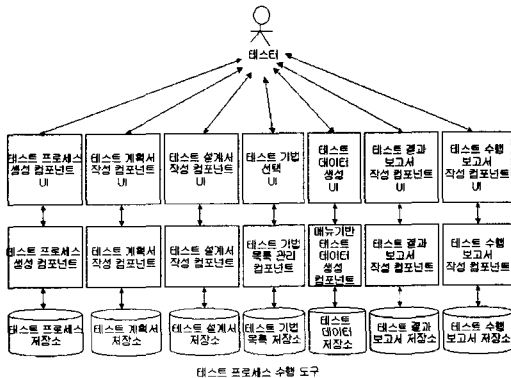 테스터
테스트 프로세스
생성 컴포넌트
UI
테스트 계획서
작성 컴포넌트
UI
테스트 설계서
작성 컴포넌트
UI
테스트 기법
선택
UI
테스트
데이터
생성
UI
테스트 결과
보고서
작성 컴포넌트
UI
테스트 수행
보고서
작성 컴포넌트
UI
테스트 프로세스
생성 컴포넌트
테스트 계획서
작성 컴포넌트
테스트 설계서
작성 컴포넌트
테스트 기법
목록 관리
컴포넌트
메뉴기반
테스트
데이터
생성
컴포넌트
테스트 결과
보고서
작성 컴포넌트
테스트 수행
보고서
작성 컴포넌트
테스트 프로세스
저장소
테스트 계획서
저장소
테스트 설계서
저장소
테스트 기법
목록 저장소
테스트
데이터
저장소
테스트 결과
보고서 저장소
테스트 수행
보고서 저장소
테스트 프로세스 수행 도구